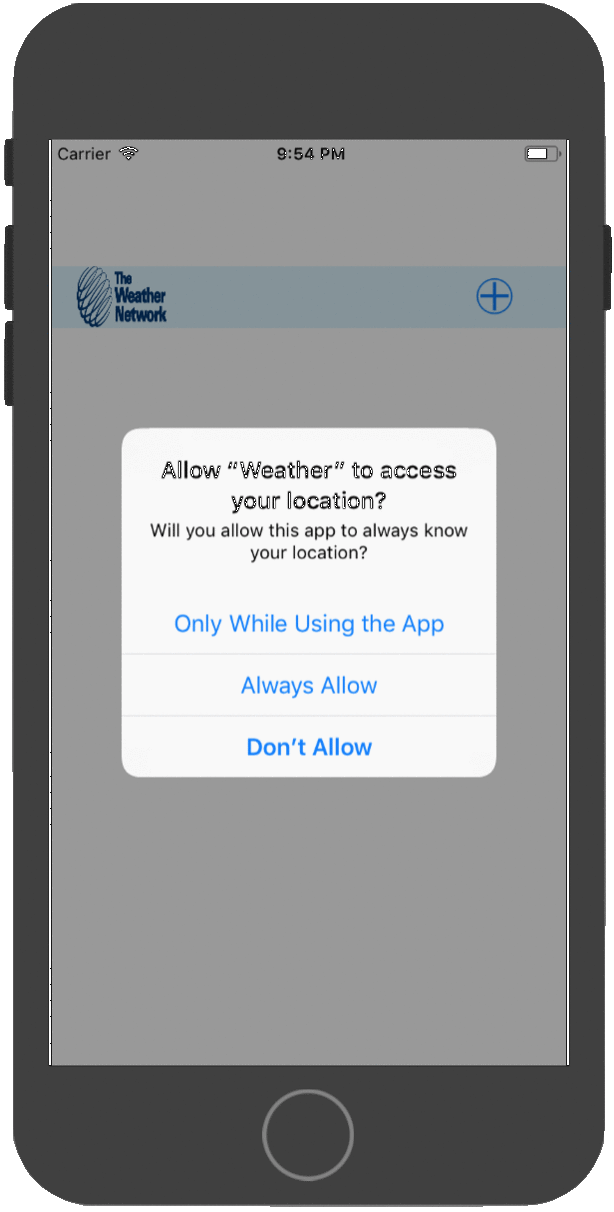 Carrier 9:54 PM
The
Weather
Network
Allow “Weather” to access
your location?
Will you allow this app to always know
your location?
Only While Using the App
Always Allow
Don’t Allow